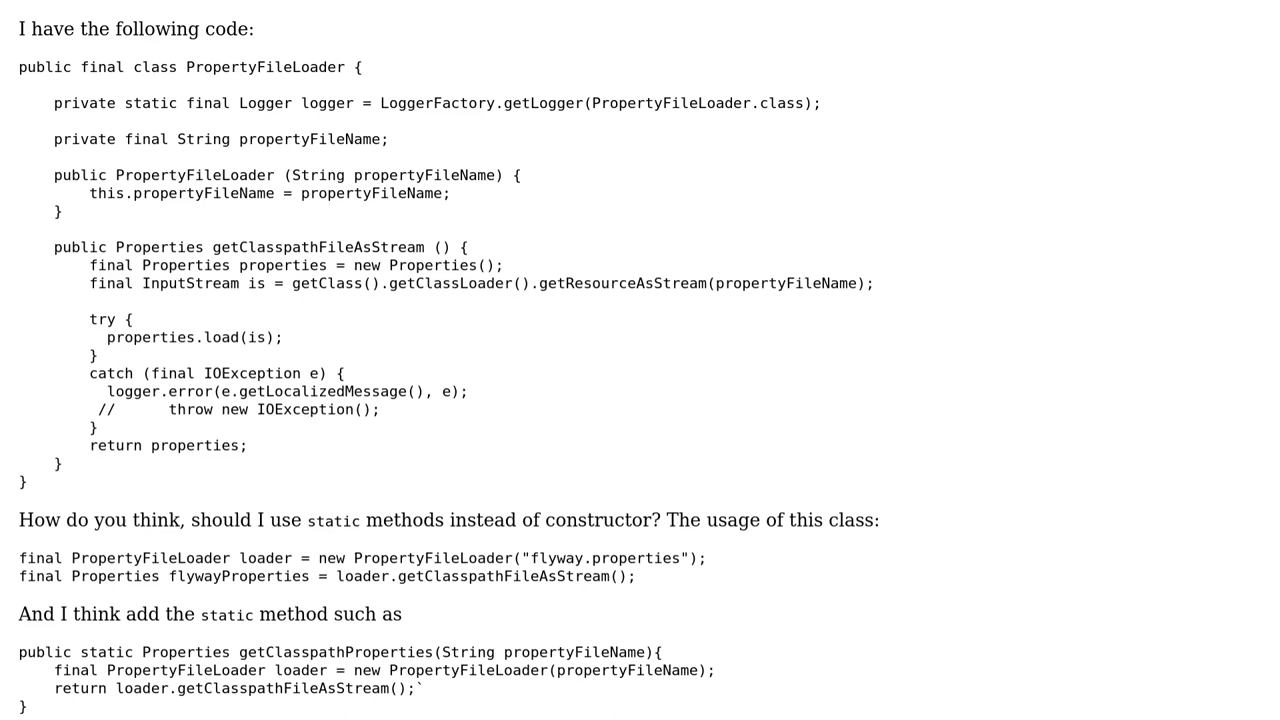 I have the following code:
public final class PropertyFileLoader {
    private static final Logger logger = LoggerFactory.getLogger(PropertyFileLoader.class);
    private final String propertyFileName;
    public PropertyFileLoader (String propertyFileName) {
        this.propertyFileName = propertyFileName;
    }
    public Properties getClasspathFileAsStream () {
        final Properties properties = new Properties();
        final InputStream is = getClass().getClassLoader().getResourceAsStream(propertyFileName);
        try {
          properties.load(is);
        }
        catch (final IOException e) {
          logger.error(e.getLocalizedMessage(), e);
         //      throw new IOException();
        }
        return properties;
    }
}
How do you think, should I use static methods instead of constructor? The usage of this class:
final PropertyFileLoader loader = new PropertyFileLoader("flyway.properties");
final Properties flywayProperties = loader.getClasspathFileAsStream();
And I think add the static method such as
public static Properties getClasspathProperties(String propertyFileName){
    final PropertyFileLoader loader = new PropertyFileLoader(propertyFileName);
    return loader.getClasspathFileAsStream();`
}